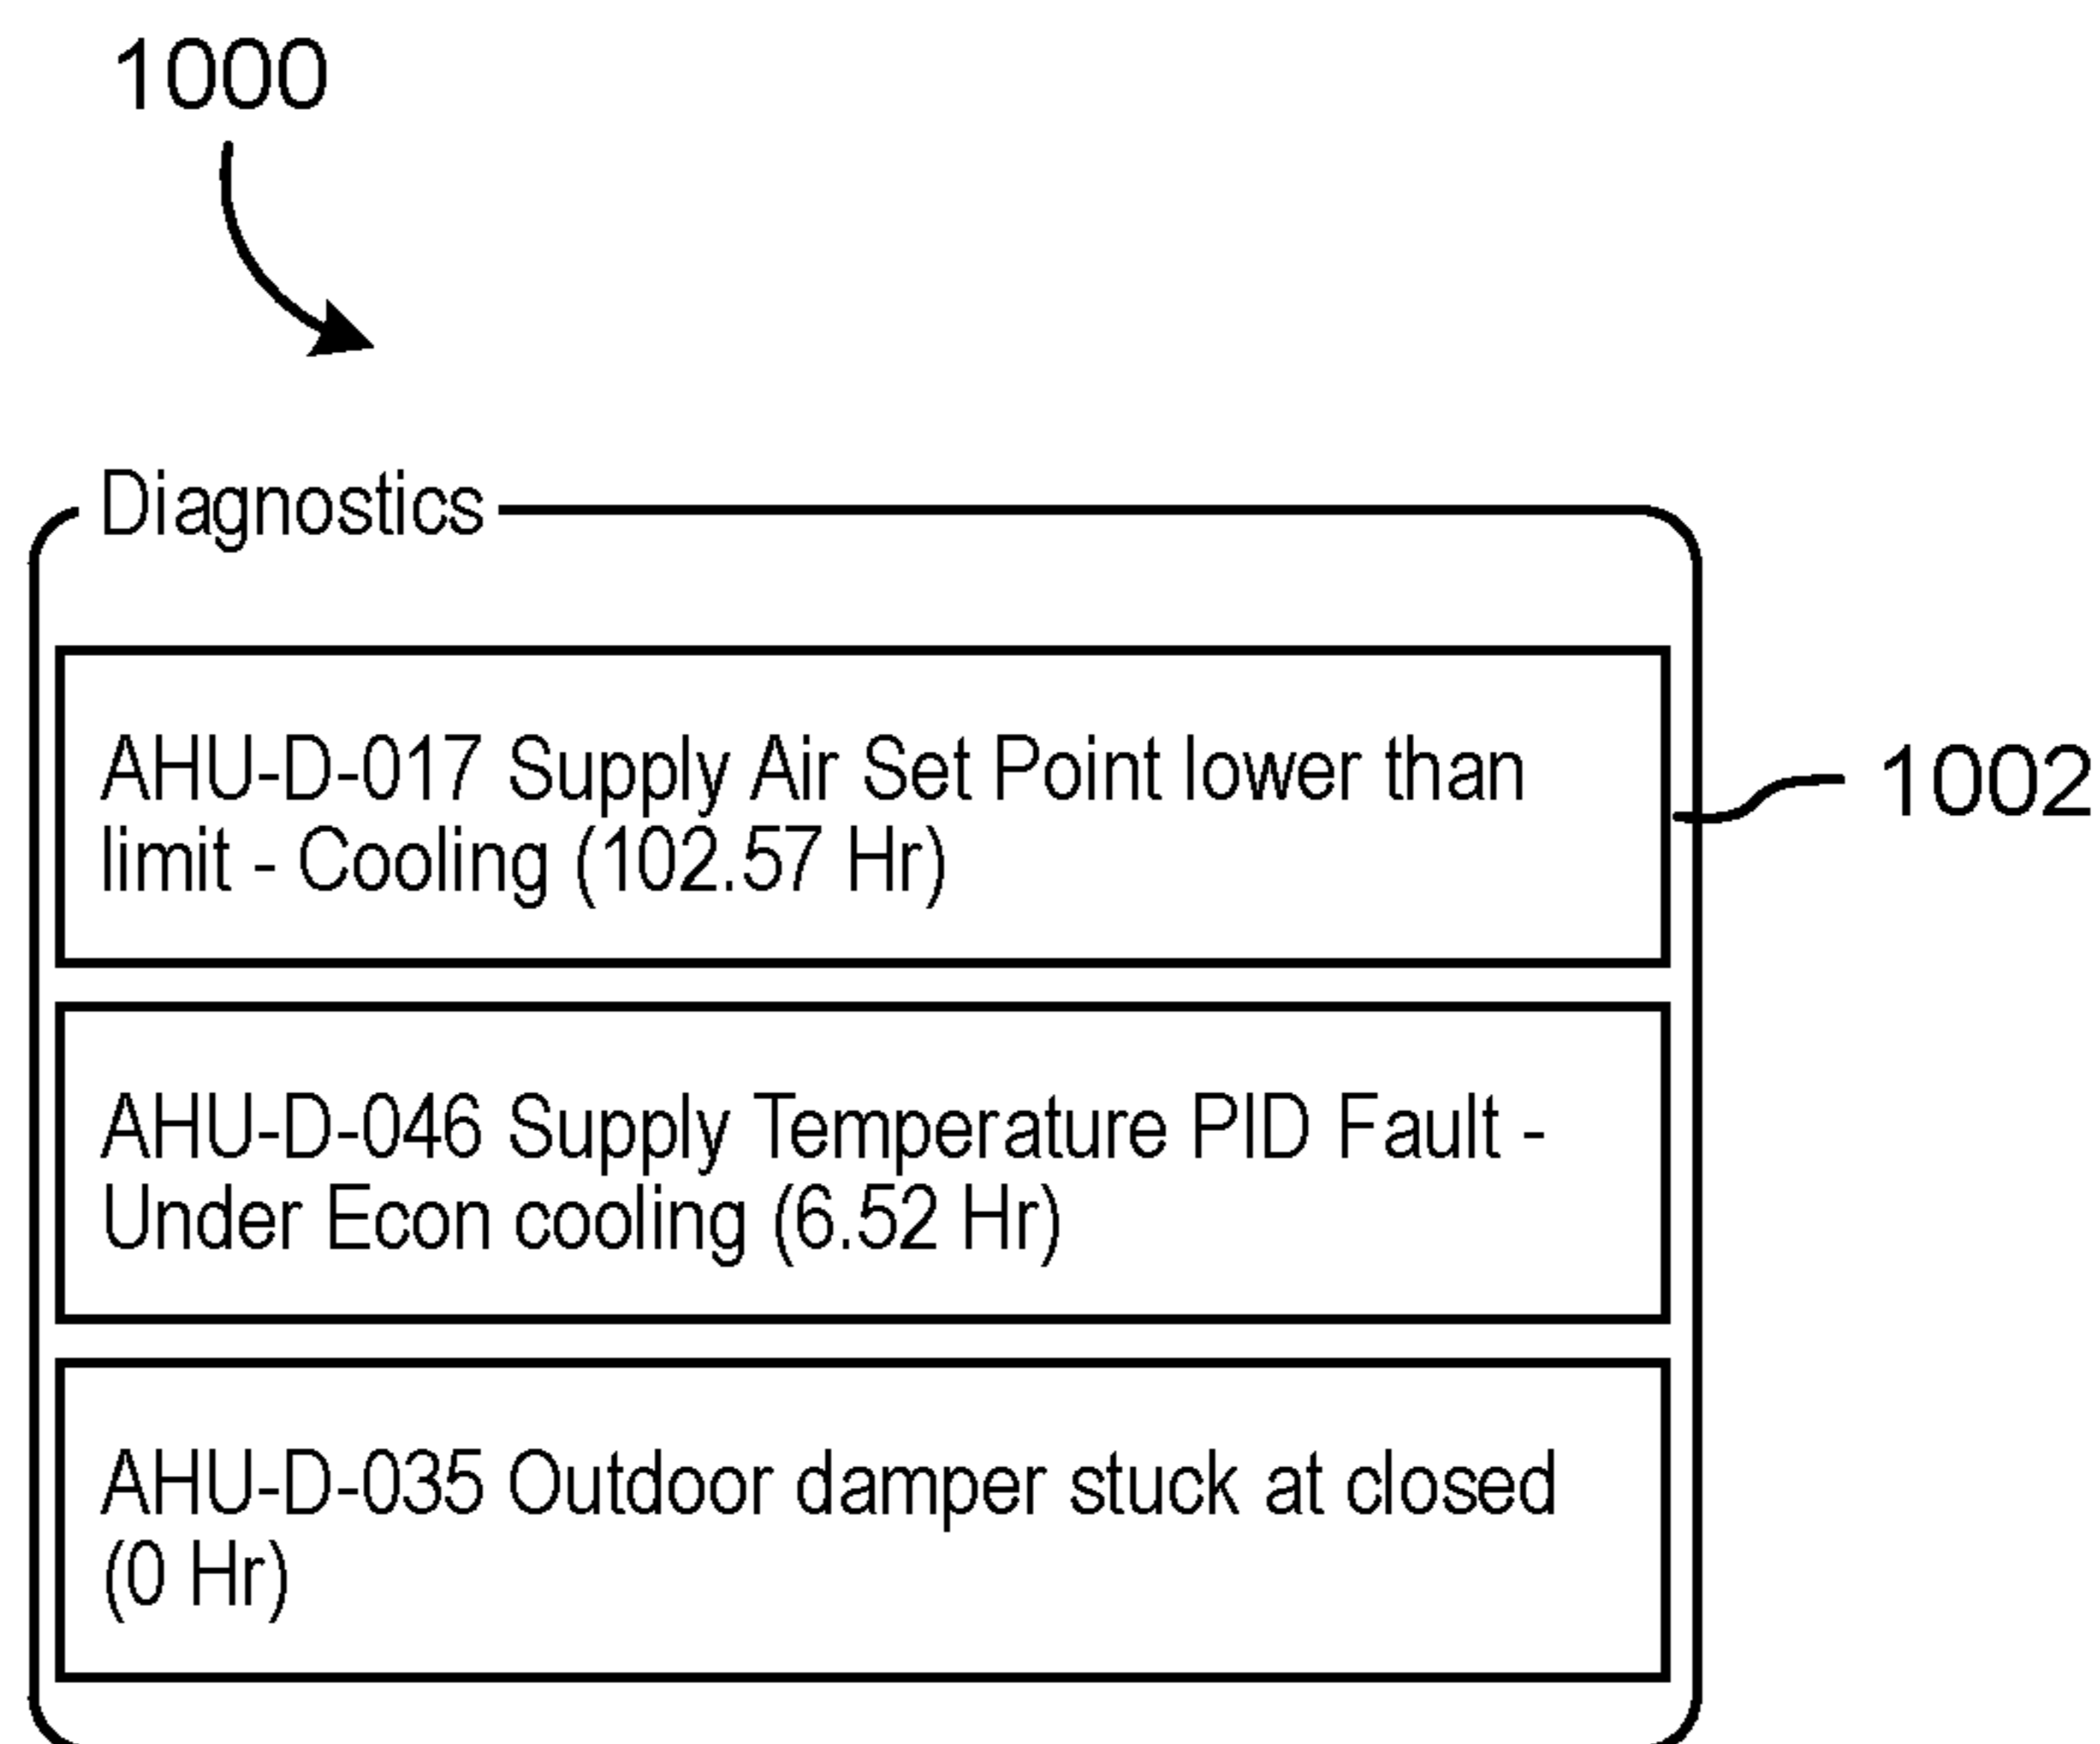 1000
Diagnostics
AHU-D-017 Supply Air Set Point lower than
limit - Cooling (102.57 Hr)
1002
AHU-D-046 Supply Temperature PID Fault -
Under Econ cooling (6.52 Hr)
AHU-D-035 Outdoor damper stuck at closed
(0 Hr)